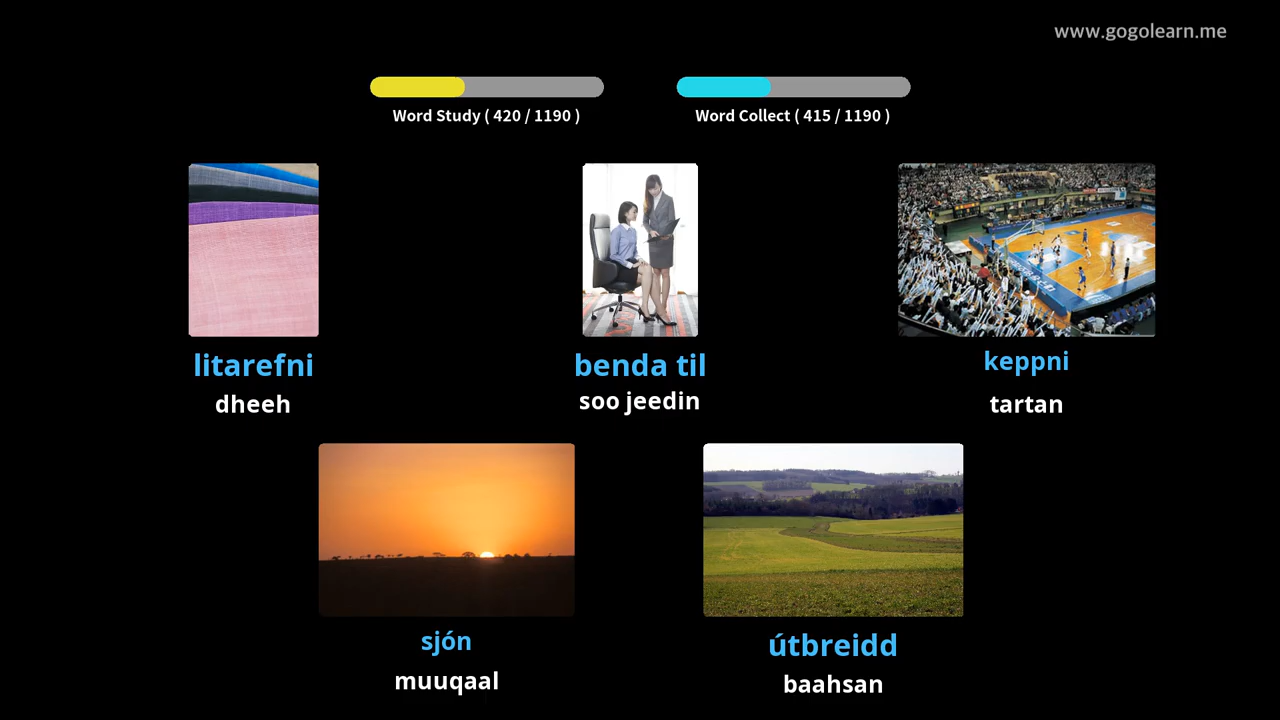 www.gogolearn.me
Word Study ( 420 / 1190 )
Word Collect ( 415 / 1190 )
litarefni
dheeh
benda til
soo jeedin
keppni
tartan
sjón
muuqaal
útbreidd
baahsan